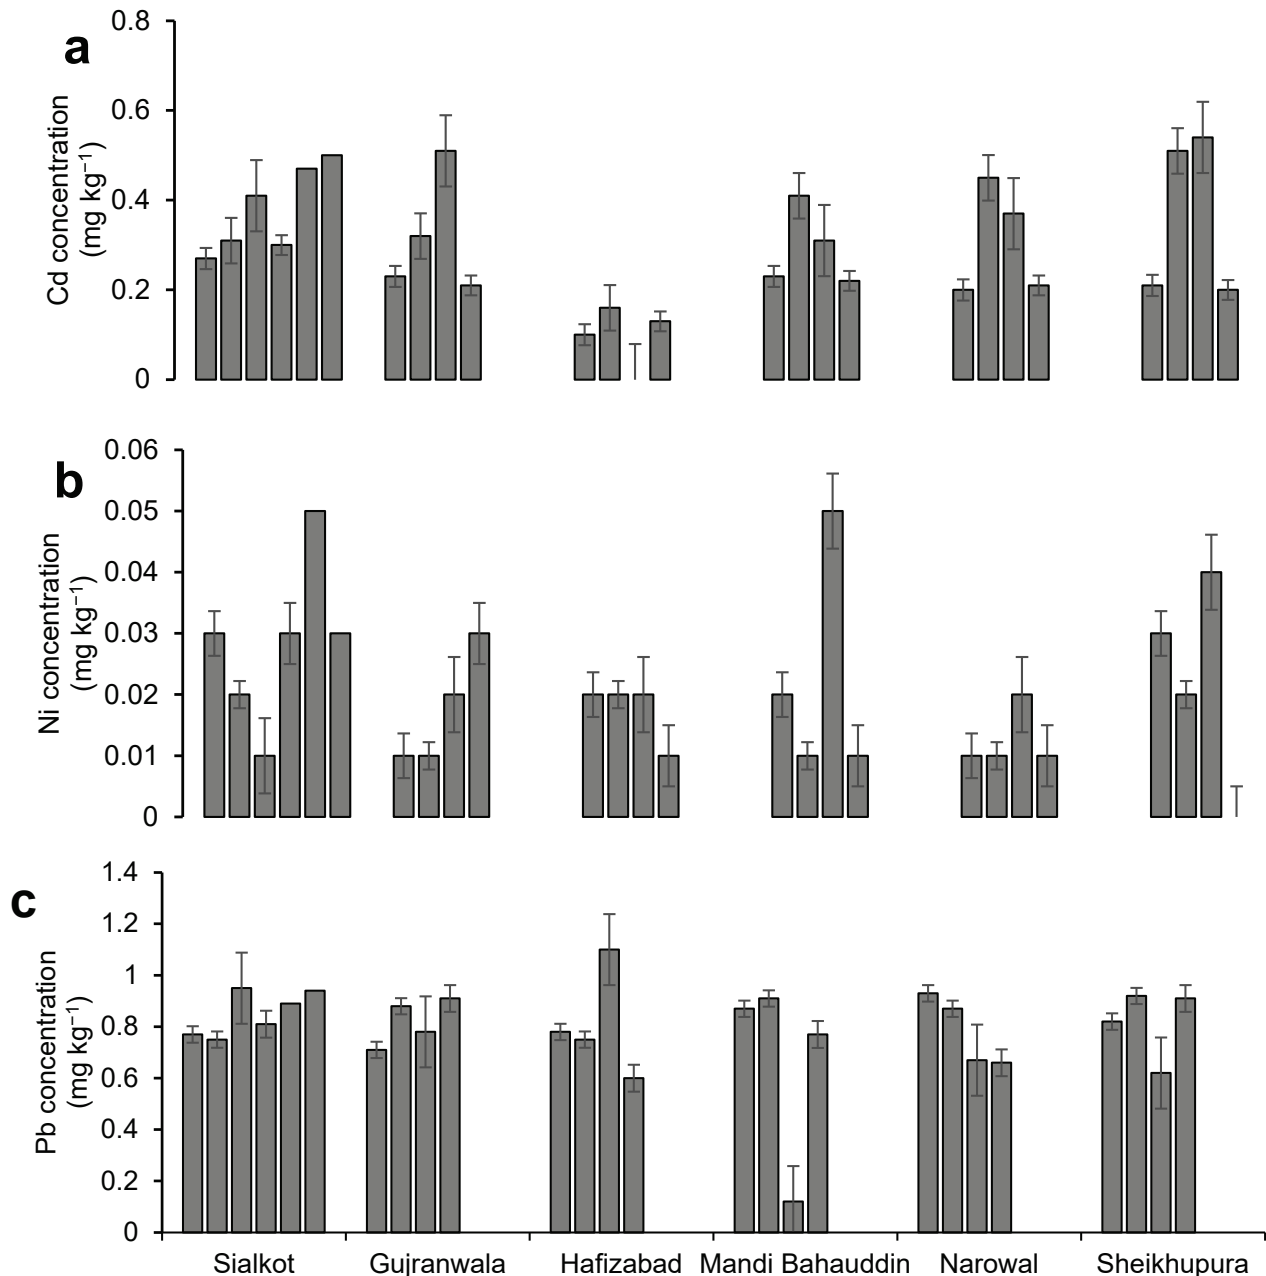 a
Cd concentration
(mg kg⁻¹)
0.8
0.6
0.4
0.2
0
b
Ni concentration
(mg kg⁻¹)
0.06
0.05
0.04
0.03
0.02
0.01
0
c
Pb concentration
(mg kg⁻¹)
1.4
1.2
1
0.8
0.6
0.4
0.2
0
Sialkot Gujranwala Hafizabad Mandi Bahauddin Narowal Sheikhupura